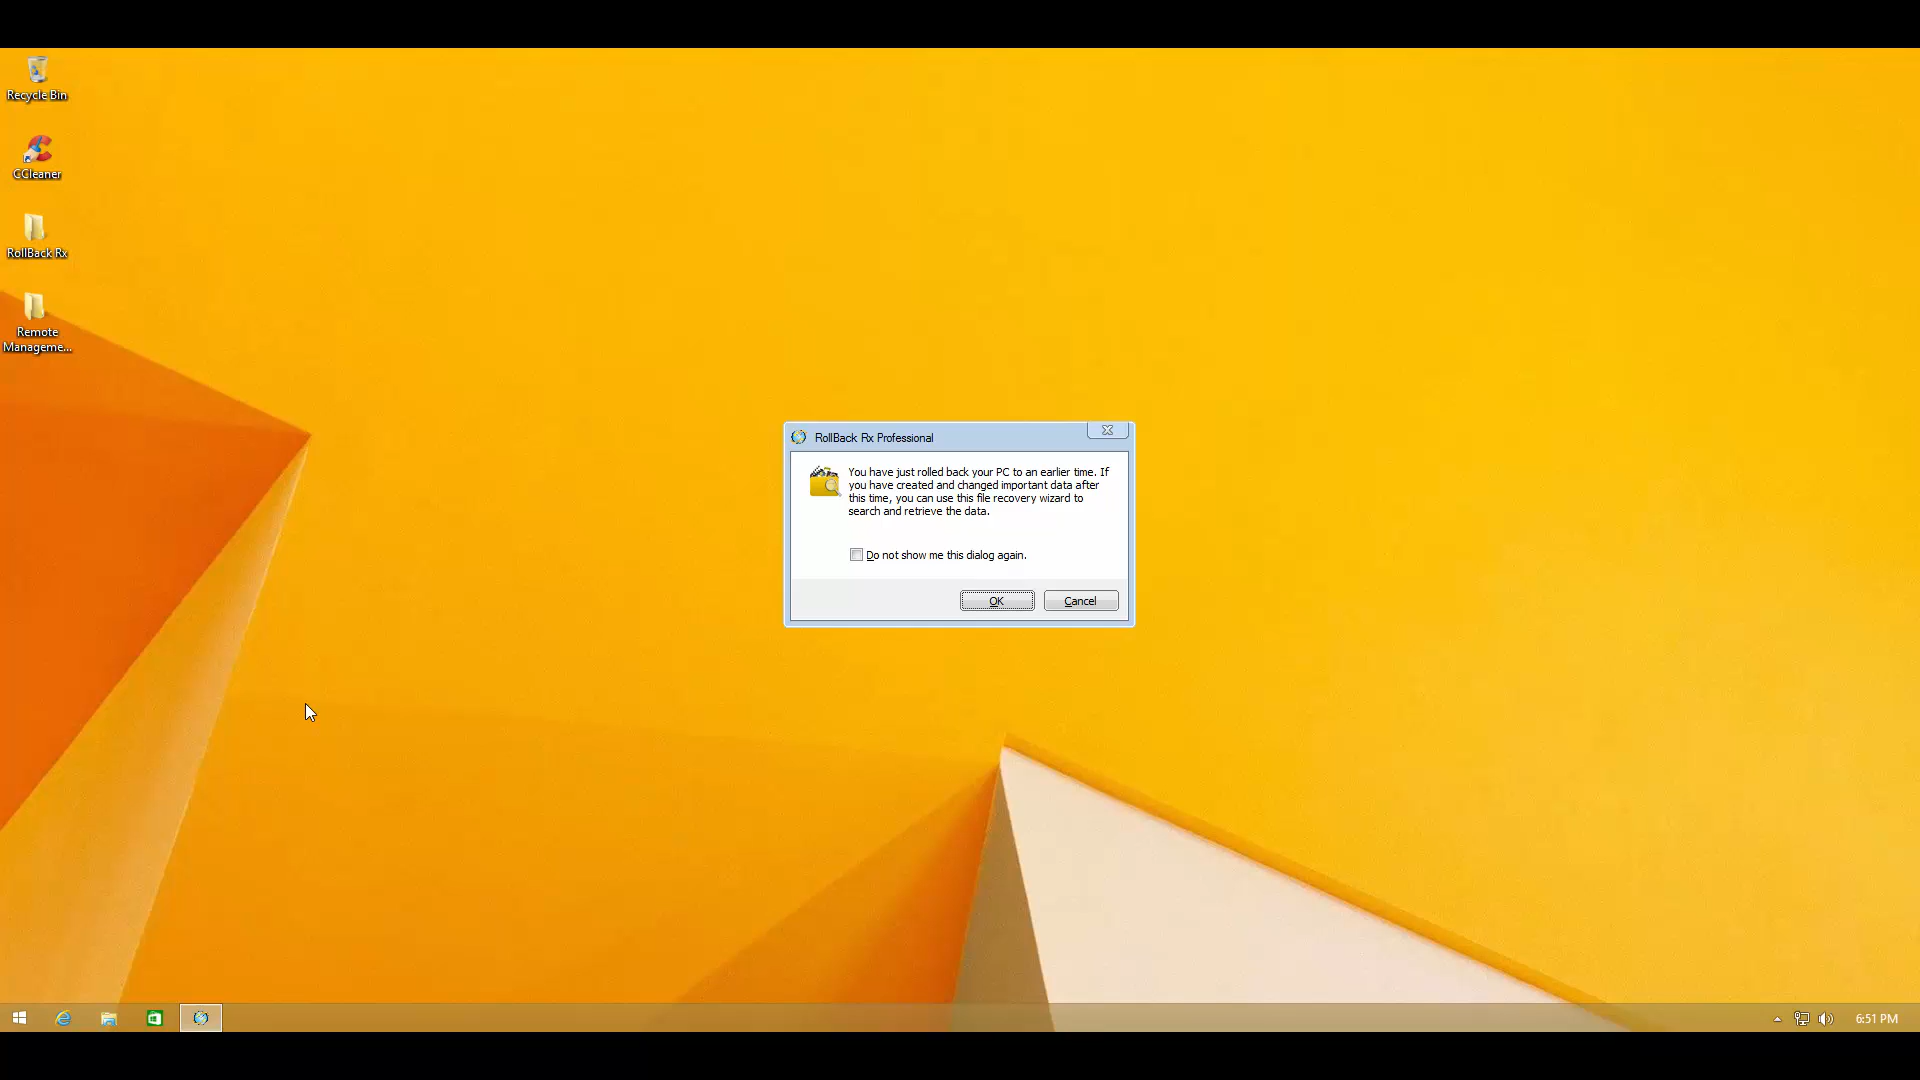 Recycle Bin
CCleaner
RollBack Rx
Remote
Manageme...
RollBack Rx Professional
You have just rolled back your PC to an earlier time. If
you have created and changed important data after
this time, you can use this file recovery wizard to
search and retrieve the data.
Do not show me this dialog again.
OK
Cancel
6:51 PM